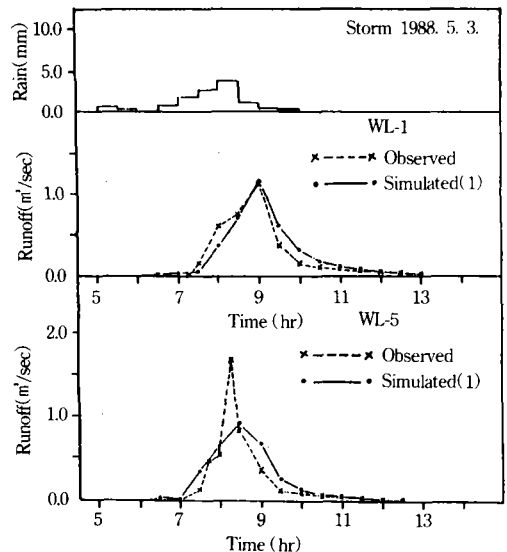 Storm 1988. 5. 3.
Rain(mm)
10.0
5.0
0.0
WL-1
Observed
Simulated(1)
Runoff(m³/sec)
1.0
0.0
5 7 9 11 13
Time(hr)
WL-5
Observed
Simulated(1)
Runoff(m³/sec)
2.0
1.0
0.0
5 7 9 11 13
Time (hr)